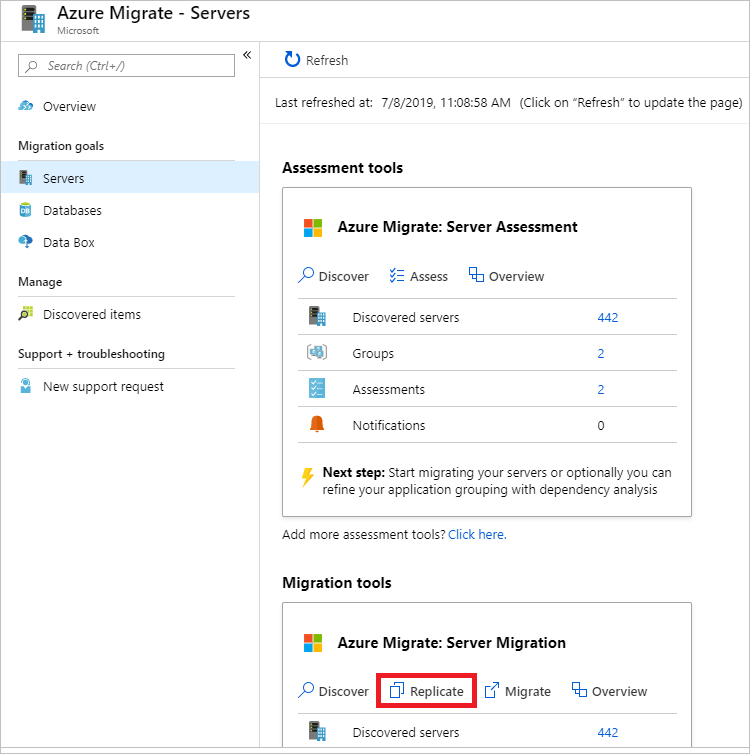 Azure Migrate - Servers
Microsoft
Search (Ctrl+/)
«
Overview
Migration goals
Servers
Databases
Data Box
Manage
Discovered items
Support + troubleshooting
New support request
Refresh
Last refreshed at: 7/8/2019, 11:08:58 AM (Click on “Refresh” to update the page)
Assessment tools
Azure Migrate: Server Assessment
Discover Assess Overview
Discovered servers 442
Groups 2
Assessments 2
Notifications 0
Next step: Start migrating your servers or optionally you can
refine your application grouping with dependency analysis
Add more assessment tools? Click here.
Migration tools
Azure Migrate: Server Migration
Discover Replicate Migrate Overview
Discovered servers 442